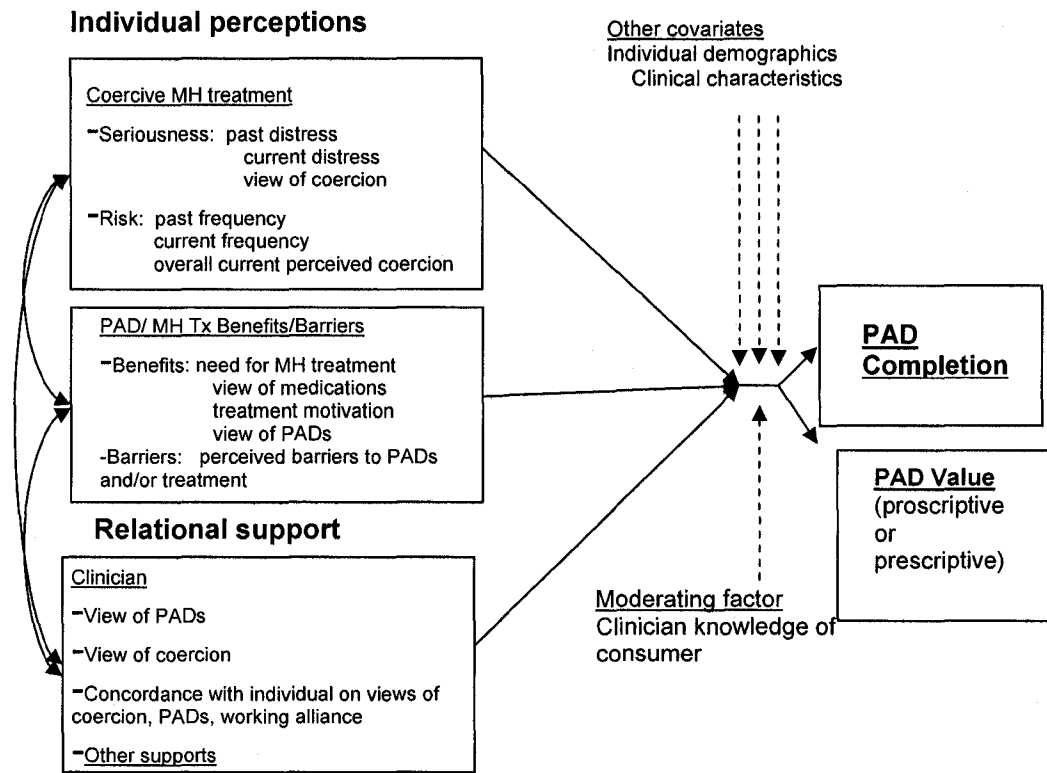 Individual perceptions
Coercive MH treatment
-Seriousness: past distress
current distress
view of coercion
-Risk: past frequency
current frequency
overall current perceived coercion
PAD/ MH Tx Benefits/Barriers
-Benefits: need for MH treatment
view of medications
treatment motivation
view of PADs
-Barriers: perceived barriers to PADs
and/or treatment
Relational support
Clinician
-View of PADs
-View of coercion
-Concordance with individual on views of
coercion, PADs, working alliance
-Other supports
Other covariates
Individual demographics
Clinical characteristics
Moderating factor
Clinician knowledge of
consumer
PAD
Completion
PAD Value
(proscriptive
or
prescriptive)